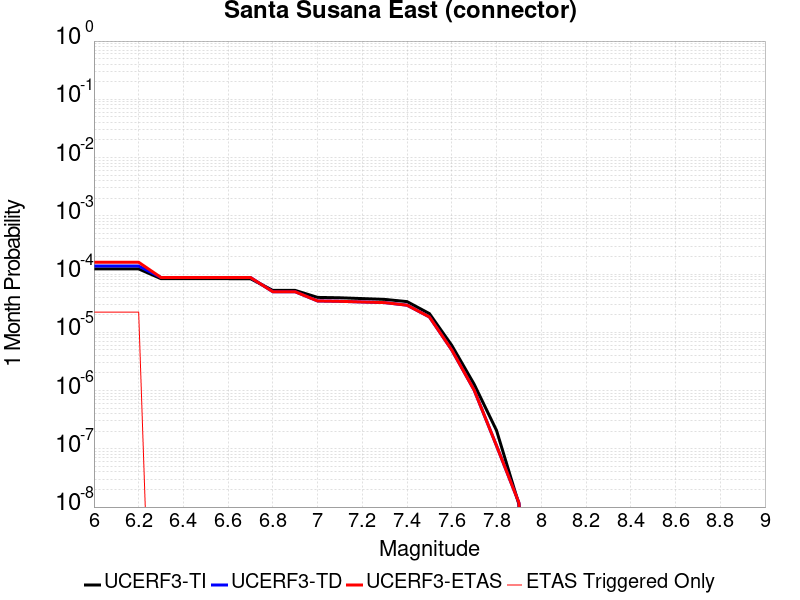 Santa Susana East (connector)
10^0
10^-1
10^-2
10^-3
10^-4
10^-5
10^-6
10^-7
10^-8
1 Month Probability
6 6.2 6.4 6.6 6.8 7 7.2 7.4 7.6 7.8 8 8.2 8.4 8.6 8.8 9
Magnitude
UCERF3-TI UCERF3-TD UCERF3-ETAS ETAS Triggered Only